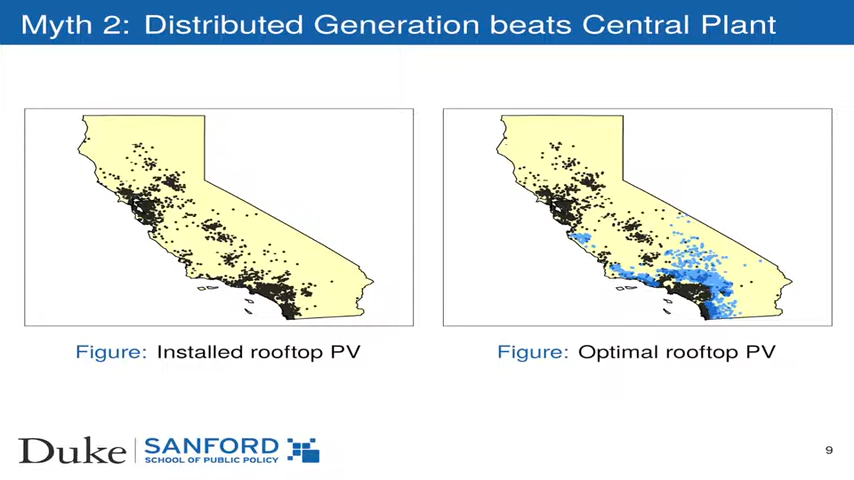 Myth 2: Distributed Generation beats Central Plant
Figure: Installed rooftop PV
Figure: Optimal rooftop PV
Duke
SANFORD
SCHOOL OF PUBLIC POLICY
9